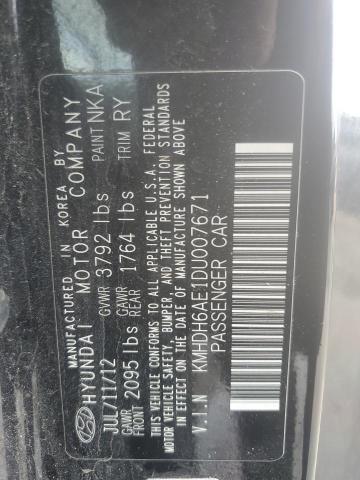 MANUFACTURED IN KOREA BY
HYUNDAI MOTOR COMPANY
JUL/11/12 GVWR 3792 lbs PAINT NKA
GAWR FRONT 2095 lbs GAWR REAR 1764 lbs TRIM RY
THIS VEHICLE CONFORMS TO ALL APPLICABLE U.S.A. FEDERAL
MOTOR VEHICLE SAFETY, BUMPER, AND THEFT PREVENTION STANDARDS
IN EFFECT ON THE DATE OF MANUFACTURE SHOWN ABOVE
V.I.N KMHDH6AE1DU007671
PASSENGER CAR